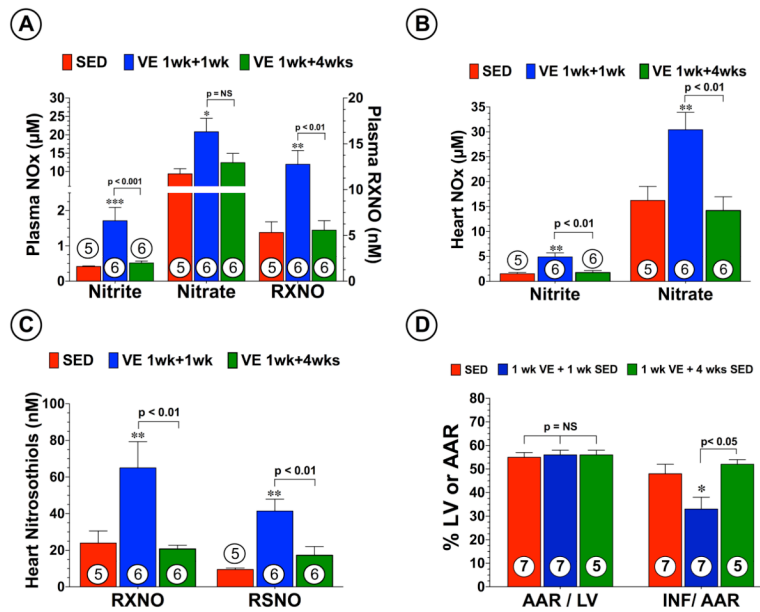 A
SED VE 1wk+1wk VE 1wk+4wks
Plasma NOx (µM)
30
25
20
15
10
2
1
0
Plasma RXNO (nM)
20
15
10
5
0
p < 0.001
***
p = NS
*
p < 0.01
**
5 6 6
5 6 6
5 6 6
Nitrite Nitrate RXNO
B
SED VE 1wk+1wk VE 1wk+4wks
Heart NOx (µM)
35
30
25
20
15
10
5
0
p < 0.01
**
p < 0.01
**
5 6 6
5 6 6
Nitrite Nitrate
C
SED VE 1wk+1wk VE 1wk+4wks
Heart Nitrosothiols (nM)
100
80
60
40
20
0
p < 0.01
**
p < 0.01
**
5 6 6
5 6 6
RXNO RSNO
D
SED 1 wk VE + 1 wk SED 1 wk VE + 4 wks SED
% LV or AAR
80
70
60
50
40
30
20
10
0
p = NS
p< 0.05
*
7 7 5
7 7 5
AAR / LV INF/ AAR